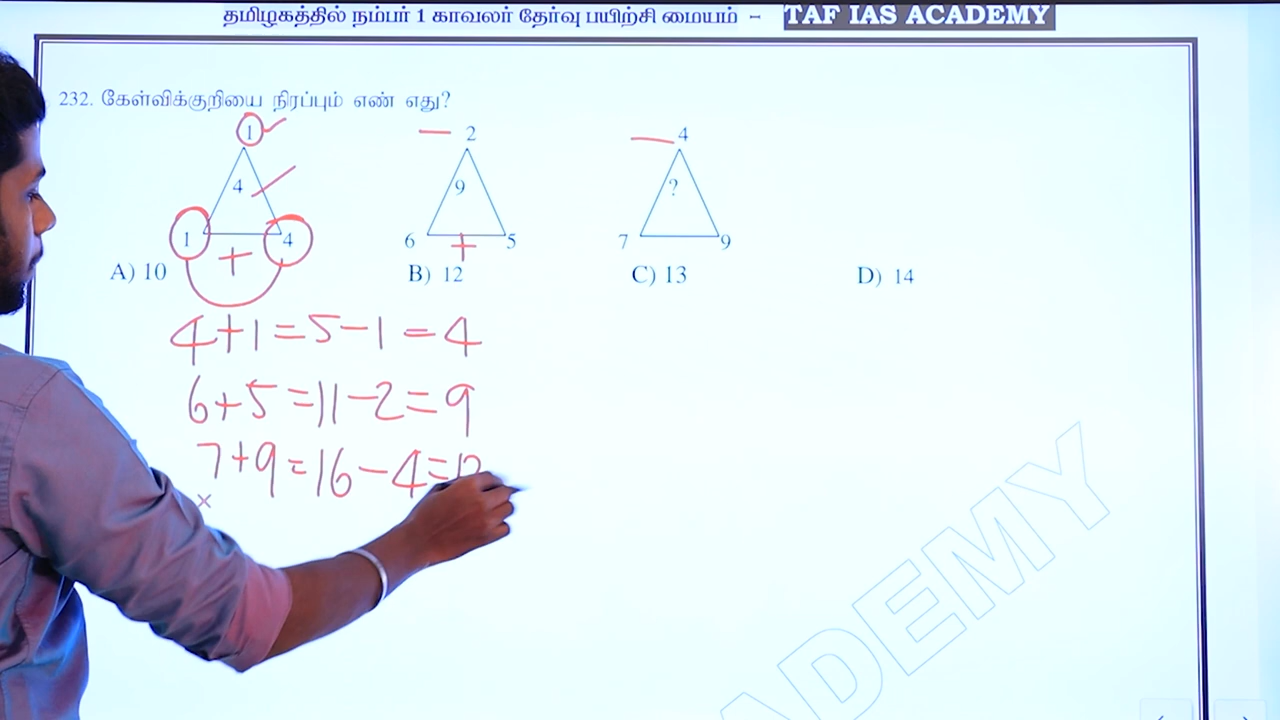 தமிழகத்தில் நம்பர் 1 காவலர் தேர்வு பயிற்சி மையம் – TAF IAS ACADEMY
232. கேள்விக்குறியை நிரப்பும் எண் எது?
1 2 4
4 9 ?
1 4 6 5 7 9
+ +
A) 10 B) 12 C) 13 D) 14
4+1=5-1=4
6+5=11-2=9
7+9=16-4=12
×
ADEMY